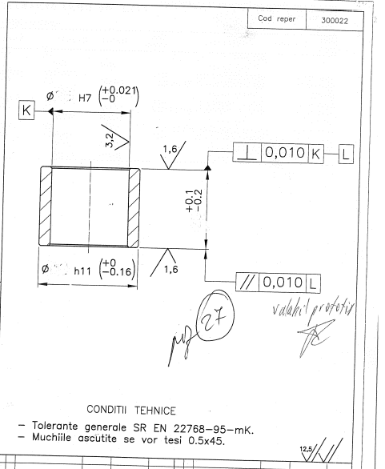 Cod reper 300022
Ø H7 (+0.021 -0)
K
3,2
1,6
⊥ 0,010 K L
+0.1
-0.2
Ø h11 (+0 -0.16)
1,6
// 0,010 L
27
valabil prototip
CONDITII TEHNICE
- Tolerante generale SR EN 22768-95-mK.
- Muchiile ascutite se vor tesi 0.5x45.
12,5